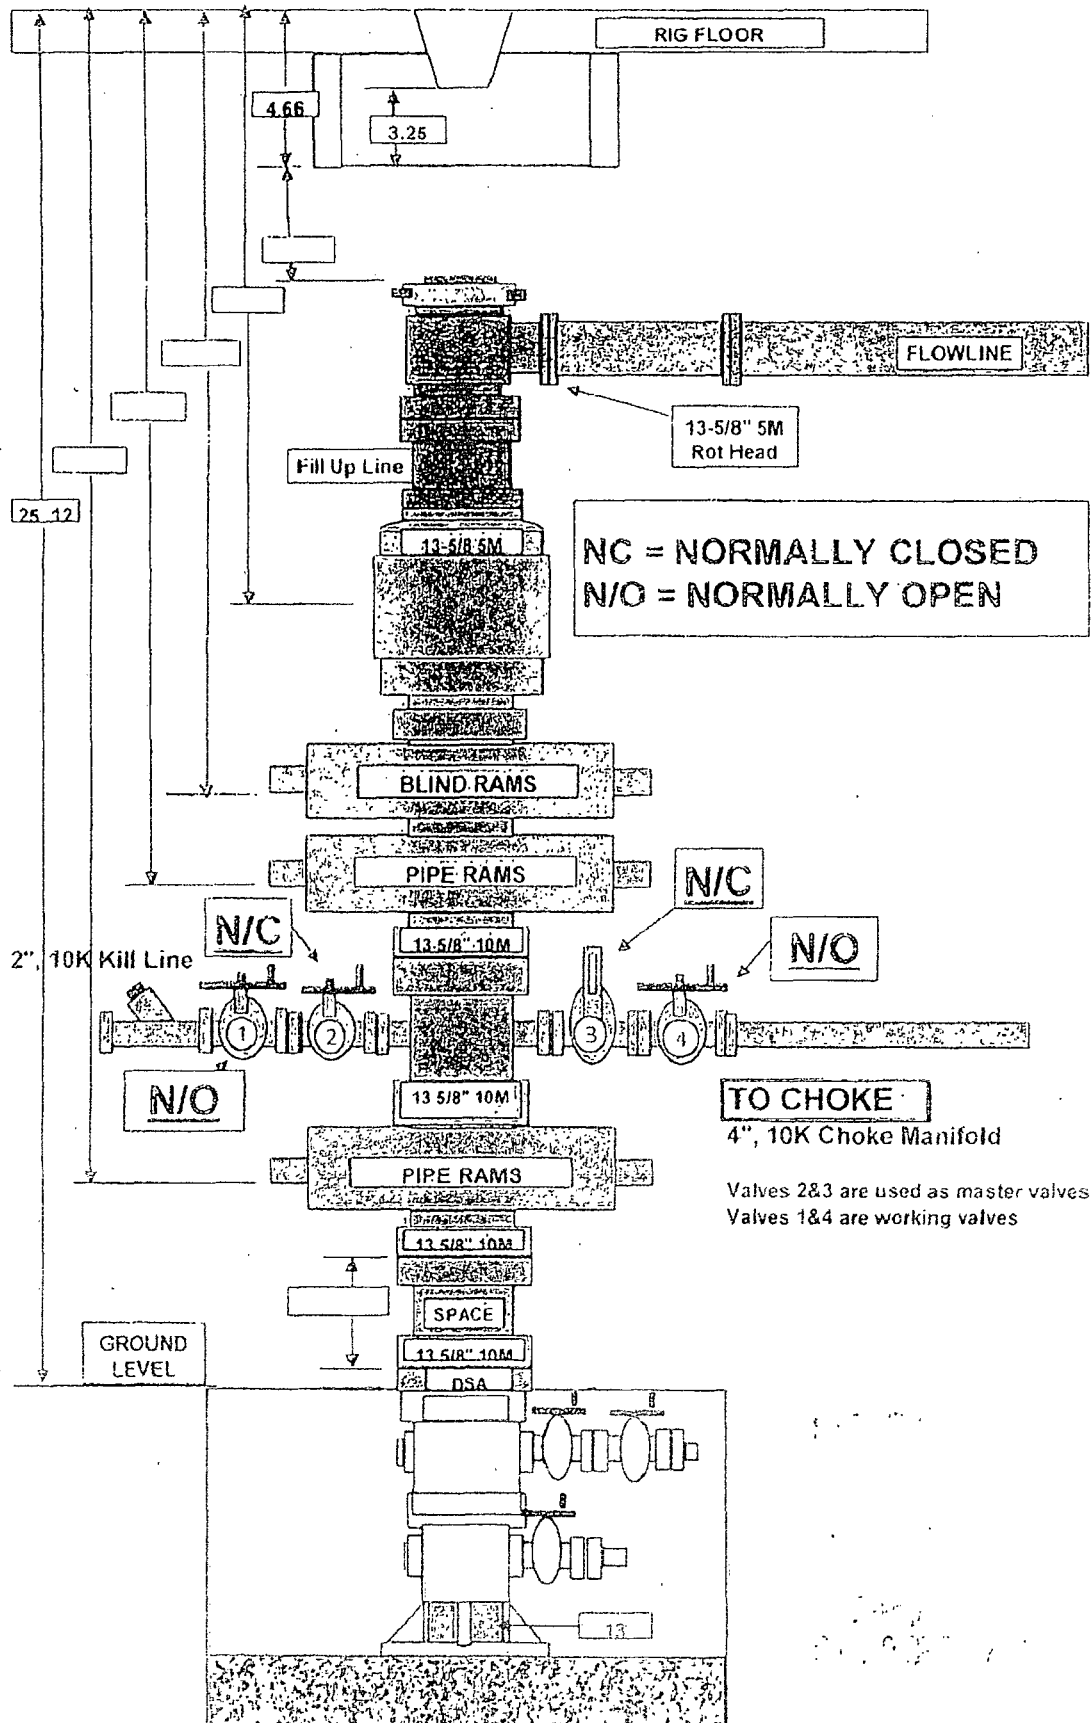 RIG FLOOR
4.66
3.25
FLOWLINE
13-5/8" 5M
Rot Head
Fill Up Line
25 12
13-5/8 5M
NC = NORMALLY CLOSED
N/O = NORMALLY OPEN
BLIND RAMS
PIPE RAMS
N/C
N/C
N/O
13-5/8" 10M
2", 10K Kill Line
1
2
3
4
N/O
13 5/8" 10M
TO CHOKE
4", 10K Choke Manifold
PIPE RAMS
Valves 2&3 are used as master valves
Valves 1&4 are working valves
13 5/8" 10M
SPACE
GROUND
LEVEL
13 5/8" 10M
DSA
13